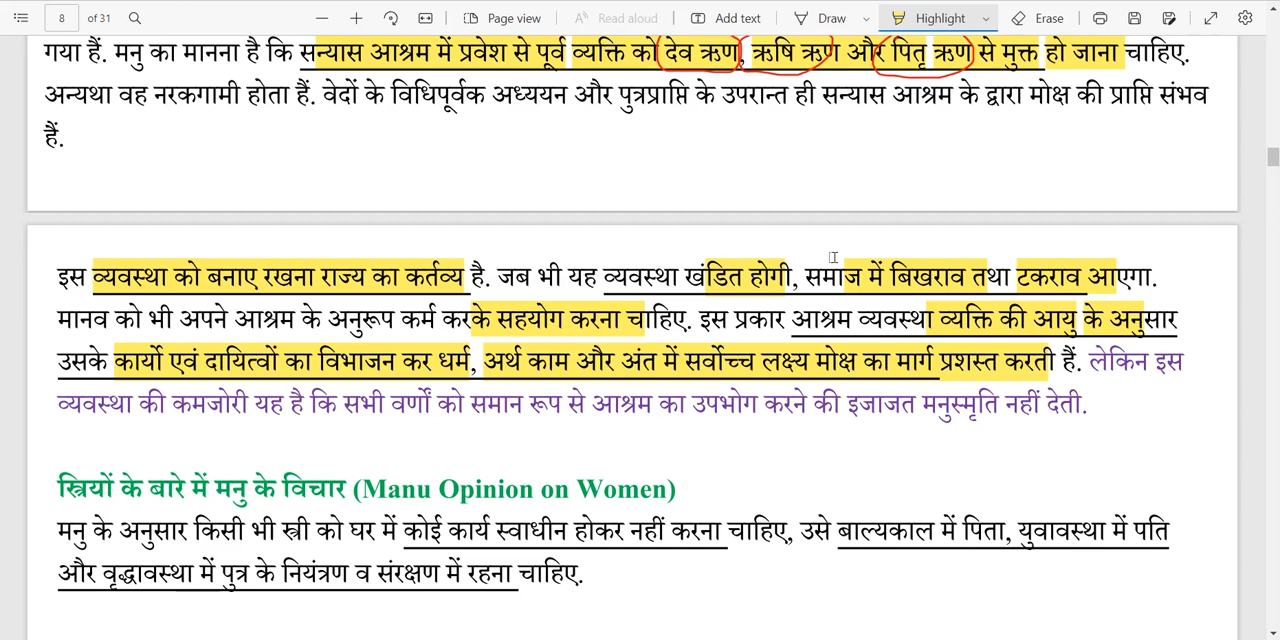 8 of 31 Page view Read aloud Add text Draw Highlight Erase
गया हैं. मनु का मानना है कि सन्यास आश्रम में प्रवेश से पूर्व व्यक्ति को देव ऋण, ऋषि ऋण और पितृ ऋण से मुक्त हो जाना चाहिए.
अन्यथा वह नरकगामी होता हैं. वेदों के विधिपूर्वक अध्ययन और पुत्रप्राप्ति के उपरान्त ही सन्यास आश्रम के द्वारा मोक्ष की प्राप्ति संभव
हैं.
इस व्यवस्था को बनाए रखना राज्य का कर्तव्य है. जब भी यह व्यवस्था खंडित होगी, समाज में बिखराव तथा टकराव आएगा.
मानव को भी अपने आश्रम के अनुरूप कर्म करके सहयोग करना चाहिए. इस प्रकार आश्रम व्यवस्था व्यक्ति की आयु के अनुसार
उसके कार्यो एवं दायित्वों का विभाजन कर धर्म, अर्थ काम और अंत में सर्वोच्च लक्ष्य मोक्ष का मार्ग प्रशस्त करती हैं. लेकिन इस
व्यवस्था की कमजोरी यह है कि सभी वर्णों को समान रूप से आश्रम का उपभोग करने की इजाजत मनुस्मृति नहीं देती.
स्त्रियों के बारे में मनु के विचार (Manu Opinion on Women)
मनु के अनुसार किसी भी स्त्री को घर में कोई कार्य स्वाधीन होकर नहीं करना चाहिए, उसे बाल्यकाल में पिता, युवावस्था में पति
और वृद्धावस्था में पुत्र के नियंत्रण व संरक्षण में रहना चाहिए.